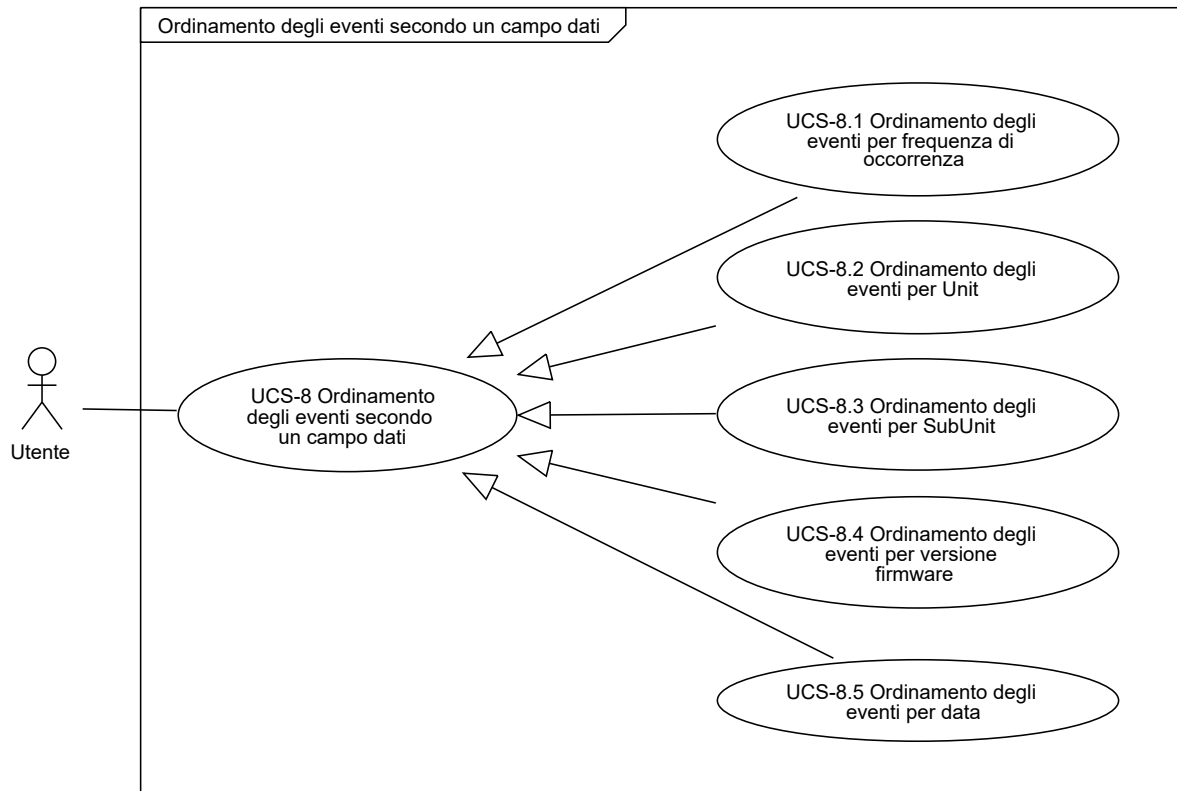 Ordinamento degli eventi secondo un campo dati
UCS-8.1 Ordinamento degli
eventi per frequenza di
occorrenza
UCS-8.2 Ordinamento degli
eventi per Unit
Utente
UCS-8 Ordinamento
degli eventi secondo
un campo dati
UCS-8.3 Ordinamento degli
eventi per SubUnit
UCS-8.4 Ordinamento degli
eventi per versione
firmware
UCS-8.5 Ordinamento degli
eventi per data